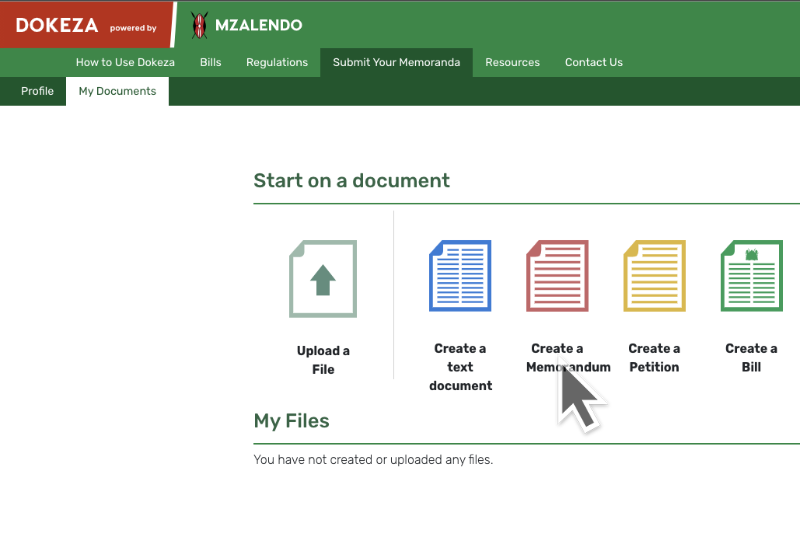 DOKEZA powered by MZALENDO
How to Use Dokeza Bills Regulations Submit Your Memoranda Resources Contact Us
Profile My Documents
Start on a document
Upload a
File
Create a
text
document
Create a
Memorandum
Create a
Petition
Create a
Bill
My Files
You have not created or uploaded any files.